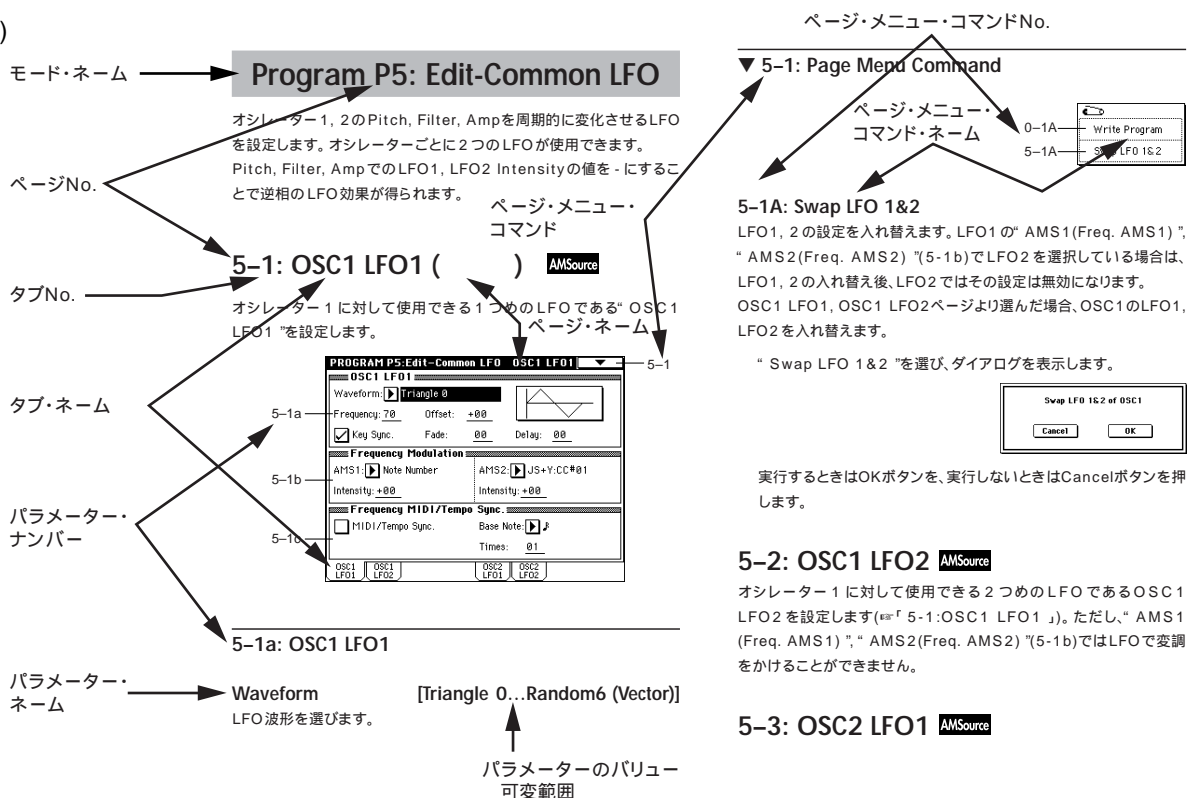 )
モード・ネーム
Program P5: Edit-Common LFO
オシレーター1, 2のPitch, Filter, Ampを周期的に変化させるLFO
を設定します。オシレーターごとに2つのLFOが使用できます。
Pitch, Filter, AmpでのLFO1, LFO2 Intensityの値を - にするこ
とで逆相のLFO効果が得られます。
ページNo.
ページ・メニュー・
コマンド
5–1: OSC1 LFO1 (        ) AMSource
タブNo.
オシレーター1に対して使用できる1つめのLFOである“ OSC1
LFO1 ”を設定します。
ページ・ネーム
PROGRAM P5:Edit-Common LFO OSC1 LFO1
5–1
OSC1 LFO1
Waveform: Triangle 0
タブ・ネーム
5–1a
Frequency: 70 Offset: +00
Key Sync. Fade: 00 Delay: 00
Frequency Modulation
AMS1: Note Number AMS2: JS+Y:CC#01
5–1b
Intensity: +00 Intensity: +00
Frequency MIDI/Tempo Sync.
パラメーター・
ナンバー
MIDI/Tempo Sync. Base Note: ♪
5–1c
Times: 01
OSC1 LFO1 OSC1 LFO2 OSC2 LFO1 OSC2 LFO2
5–1a: OSC1 LFO1
パラメーター・
ネーム
Waveform [Triangle 0...Random6 (Vector)]
LFO波形を選びます。
パラメーターのバリュー
可変範囲
ページ・メニュー・コマンドNo.
▼ 5–1: Page Menu Command
ページ・メニュー・
コマンド・ネーム
0–1A Write Program
5–1A Swap LFO 1&2
5–1A: Swap LFO 1&2
LFO1, 2の設定を入れ替えます。LFO1の“ AMS1(Freq. AMS1) ”,
“ AMS2(Freq. AMS2) ”(5-1b)でLFO2を選択している場合は、
LFO1, 2の入れ替え後、LFO2ではその設定は無効になります。
OSC1 LFO1, OSC1 LFO2ページより選んだ場合、OSC1のLFO1,
LFO2を入れ替えます。
“ Swap LFO 1&2 ”を選び、ダイアログを表示します。
Swap LFO 1&2 of OSC1
Cancel OK
実行するときはOKボタンを、実行しないときはCancelボタンを押
します。
5–2: OSC1 LFO2 AMSource
オシレーター1に対して使用できる2つめのLFOであるOSC1
LFO2を設定します(☞「 5-1:OSC1 LFO1 」)。ただし、“ AMS1
(Freq. AMS1) ”, “ AMS2(Freq. AMS2) ”(5-1b)ではLFOで変調
をかけることができません。
5–3: OSC2 LFO1 AMSource